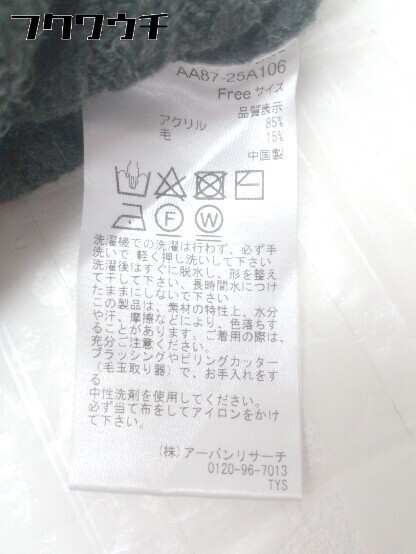 フクワウチ
AA87-25A106
Free サイズ
品質表示
アクリル 85%
毛 15%
中国製
F
W
洗濯機での洗濯は行わず、必ず手
洗いで 軽く押し洗いして下さい
洗濯後はすぐに脱水し、形を整え
て干して下さい、長時間水につけ
たままにしないで下さい
この製品は、素材の特性上、水分
や汗、摩擦などにより、色落ちす
ることがあります。ご着用の際は、
充分ご注意ください。
ブラッシングやピリングカッター
(毛玉取り器)で、お手入れをす
る
中性洗剤を使用してください。
必ず当て布をしてアイロンをかけ
て下さい。
(株)アーバンリサーチ
0120-96-7013
TYS